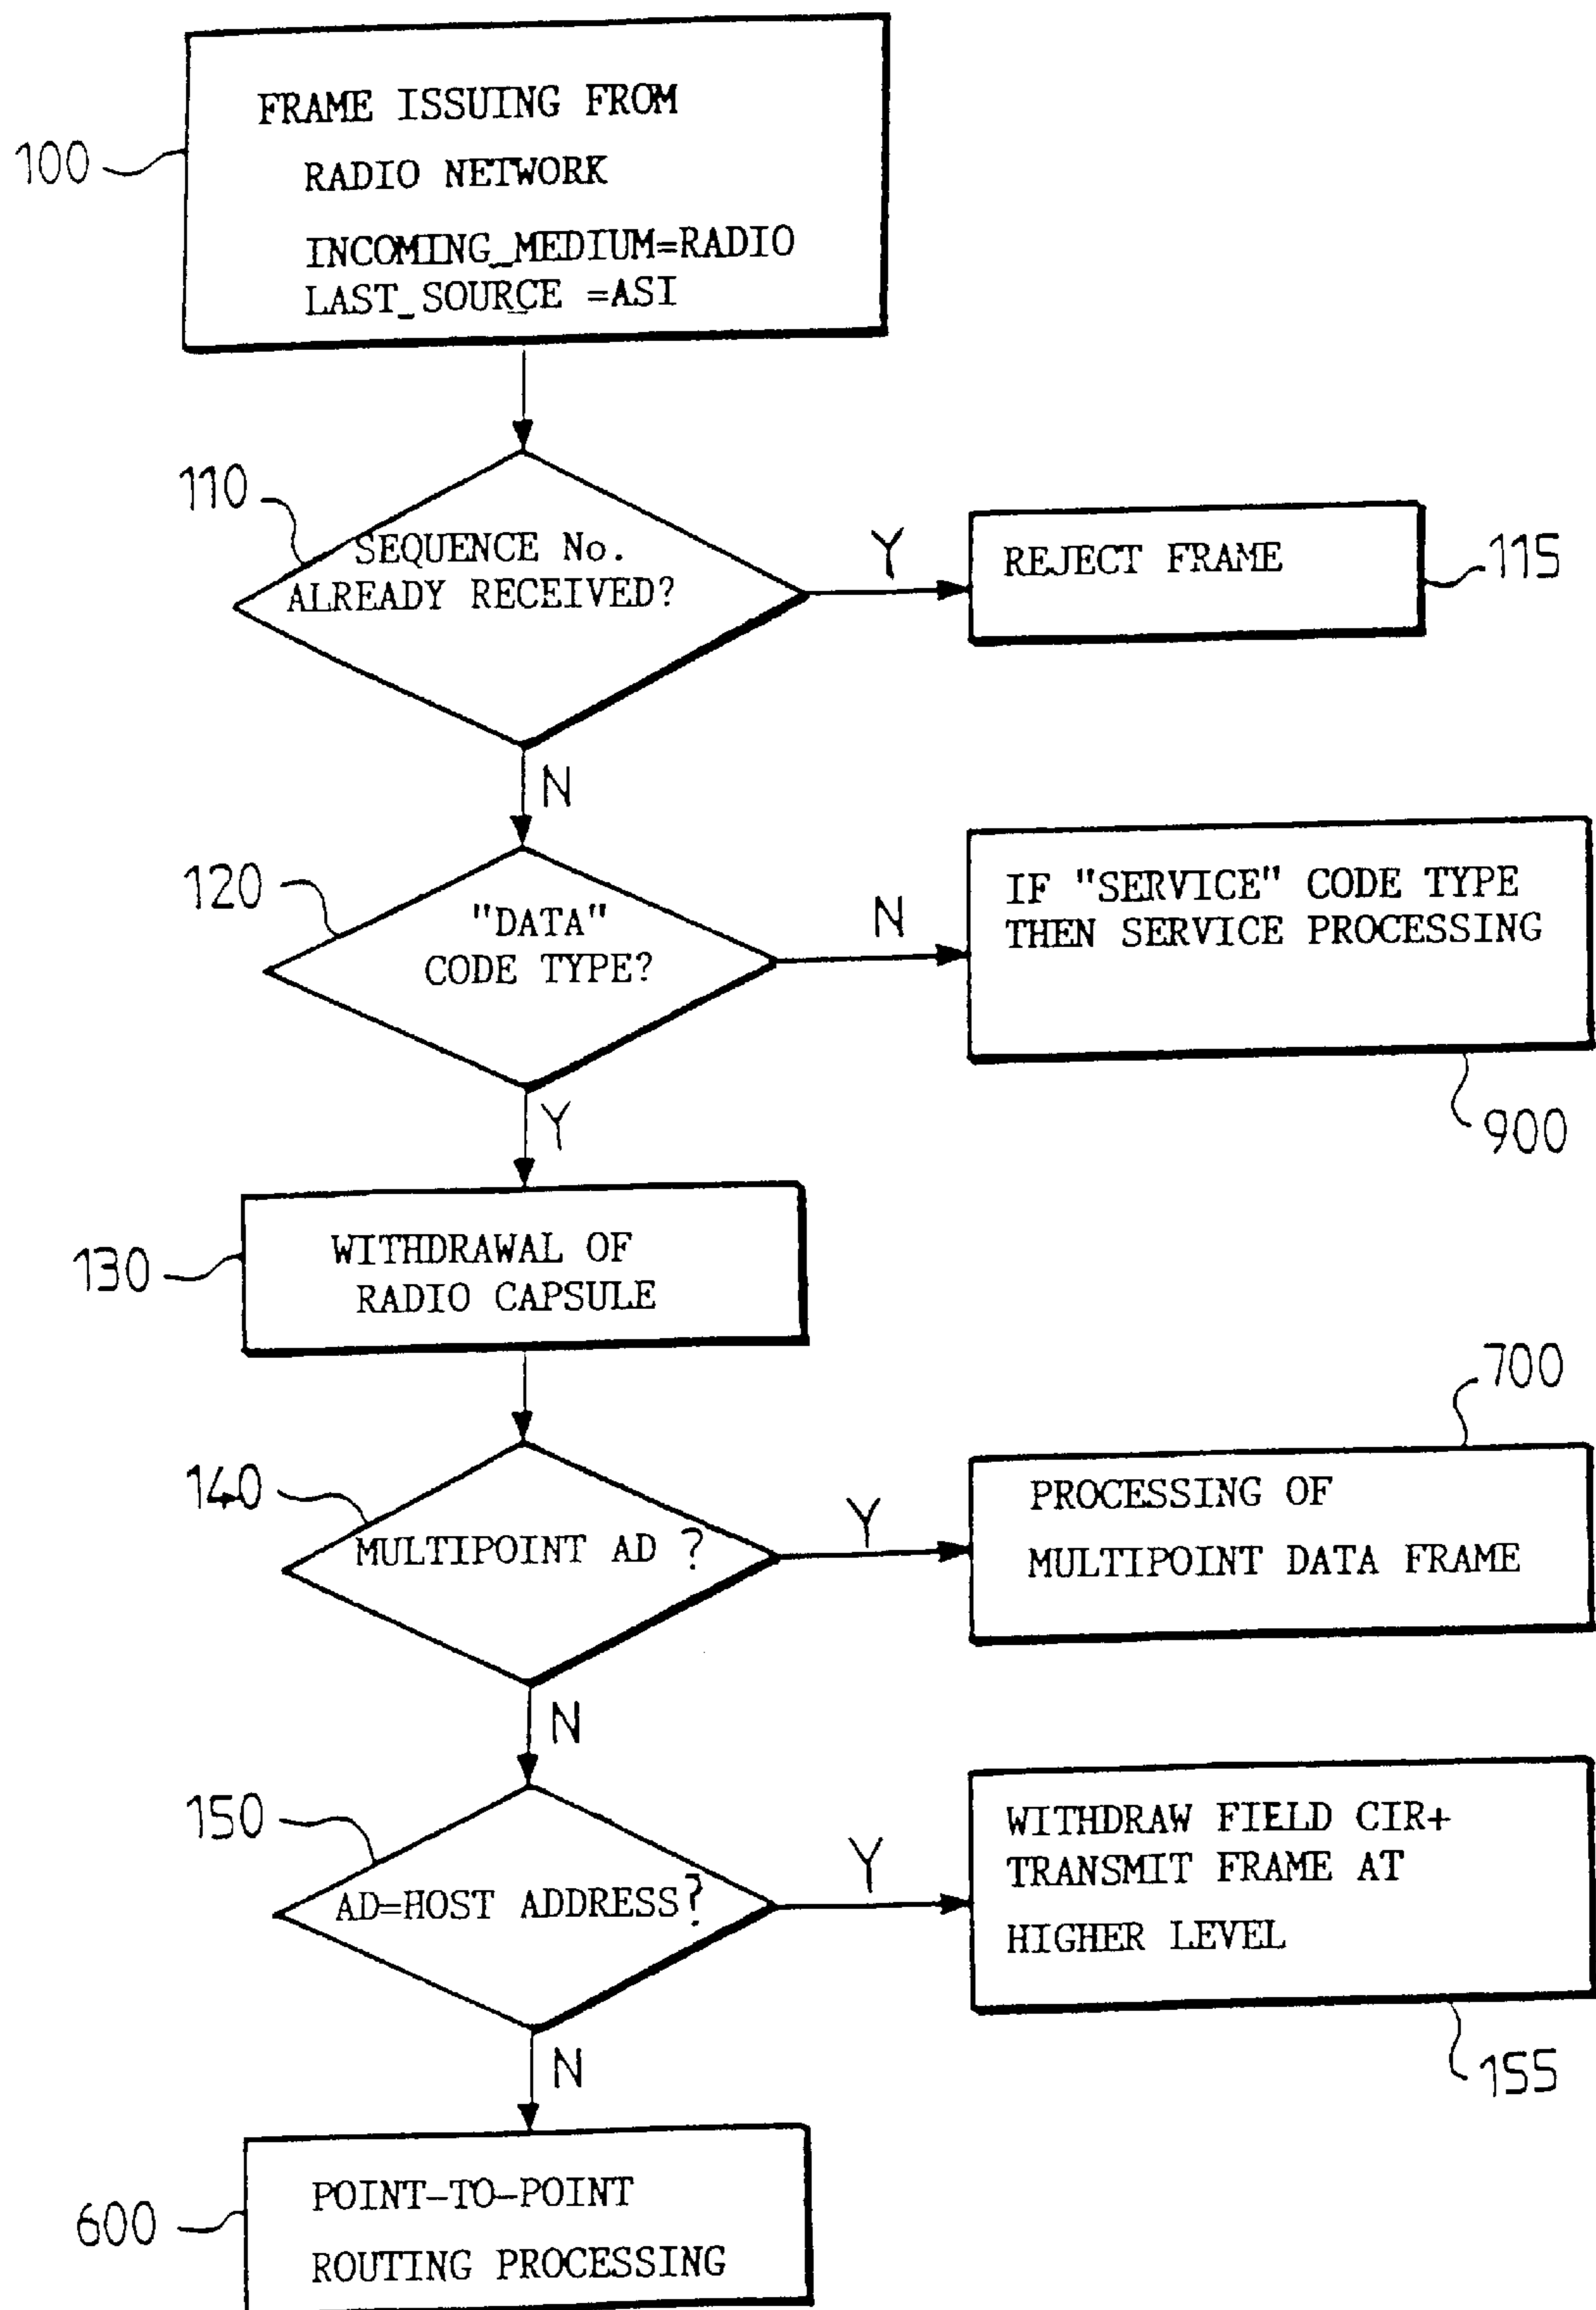 FRAME ISSUING FROM
RADIO NETWORK
INCOMING_MEDIUM=RADIO
LAST_SOURCE =ASI
100
110
SEQUENCE No.
ALREADY RECEIVED?
Y
REJECT FRAME
115
N
120
"DATA"
CODE TYPE?
N
IF "SERVICE" CODE TYPE
THEN SERVICE PROCESSING
900
Y
130
WITHDRAWAL OF
RADIO CAPSULE
700
140
MULTIPOINT AD ?
Y
PROCESSING OF
MULTIPOINT DATA FRAME
N
150
AD=HOST ADDRESS?
Y
WITHDRAW FIELD CIR+
TRANSMIT FRAME AT
HIGHER LEVEL
155
N
600
POINT-TO-POINT
ROUTING PROCESSING